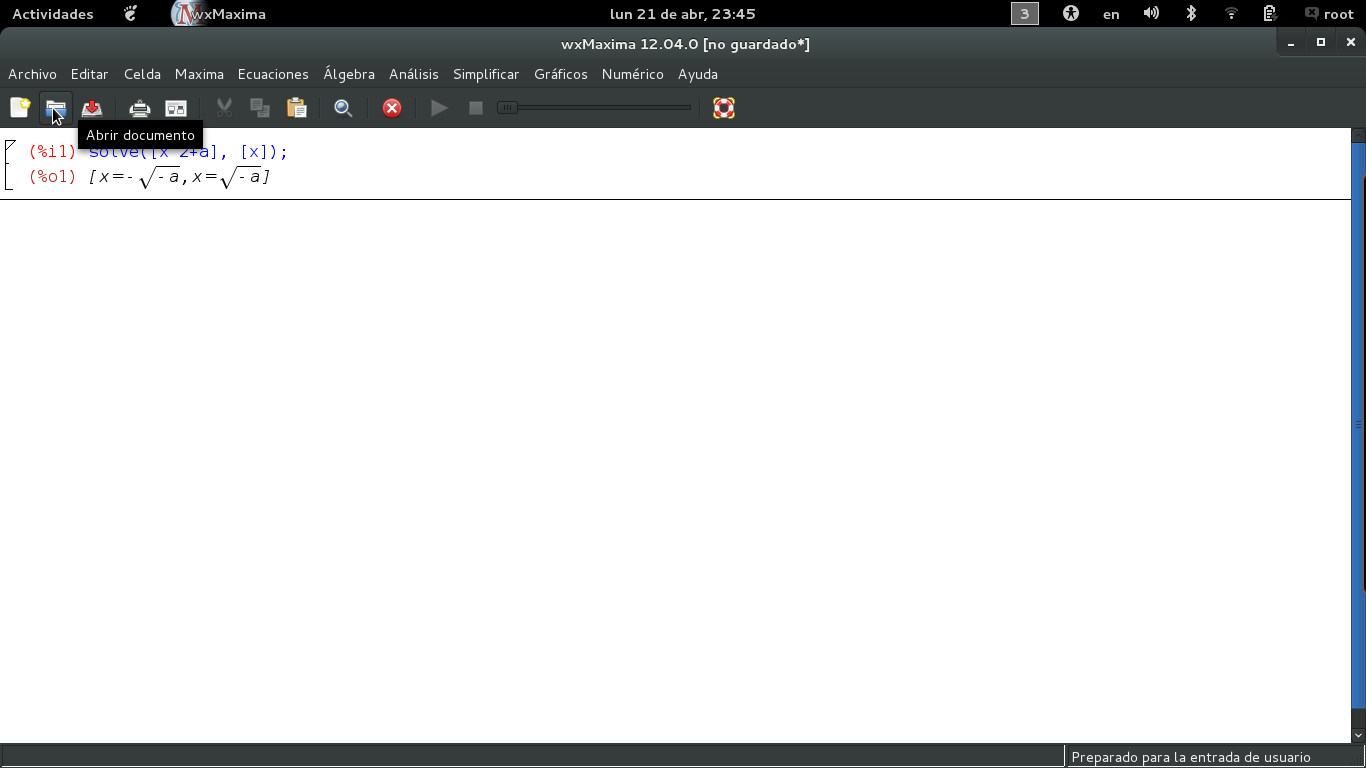 Actividades wxMaxima lun 21 de abr, 23:45 3 en root
wxMaxima 12.04.0 [no guardado*]
Archivo Editar Celda Maxima Ecuaciones Álgebra Análisis Simplificar Gráficos Numérico Ayuda
Abrir documento
(%i1) solve([x^2+a], [x]);
(%o1) [x=-√-a,x=√-a]
Preparado para la entrada de usuario